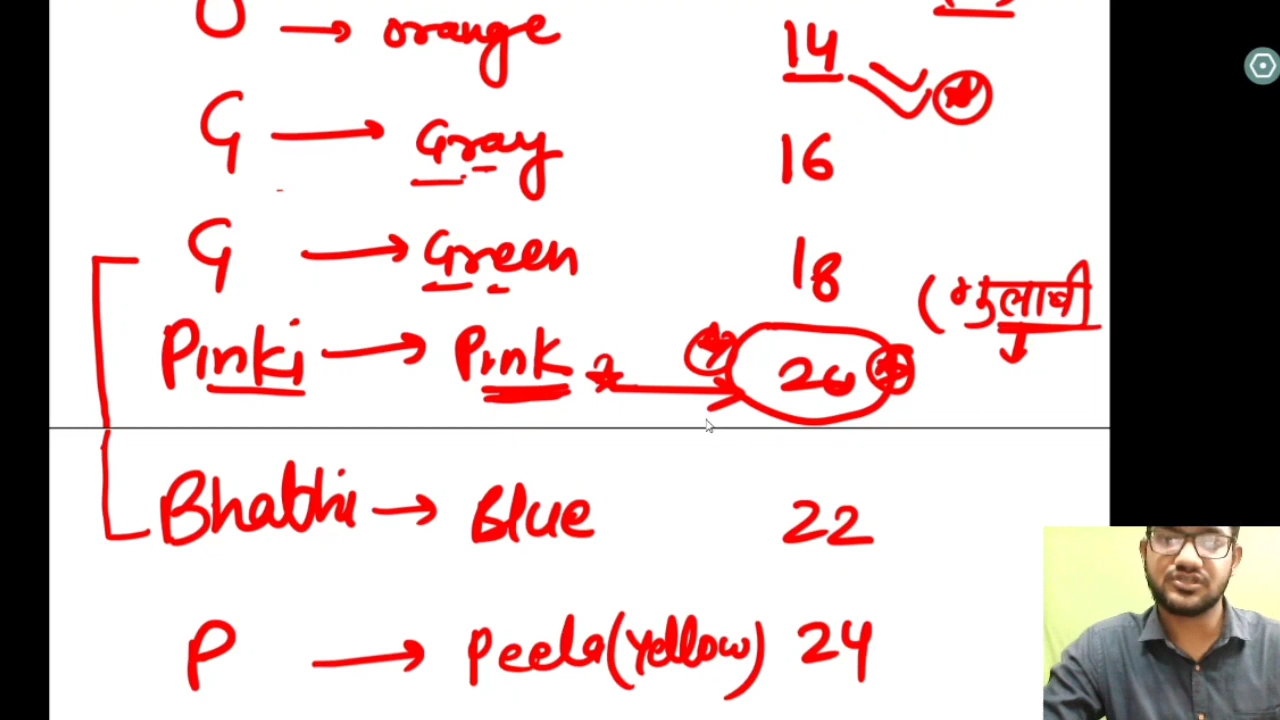 O → orange 14
G → Gray 16
G → Green 18
(गुलाबी
Pinki → Pink 20
Bhabhi → Blue 22
P → Peela(Yellow) 24